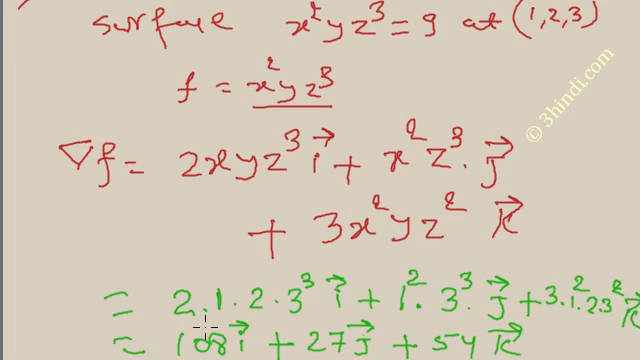 surface x²yz³ = 9 at (1,2,3)
f = x²yz³
∇f = 2xyz³ i⃗ + x²z³. j⃗
+ 3x²yz² k⃗
= 2.1.2.3³ i⃗ + 1².3³. j⃗ + 3.1².2.3² k⃗
= 108 i⃗ + 27 j⃗ + 54 k⃗
© 3hindi.com